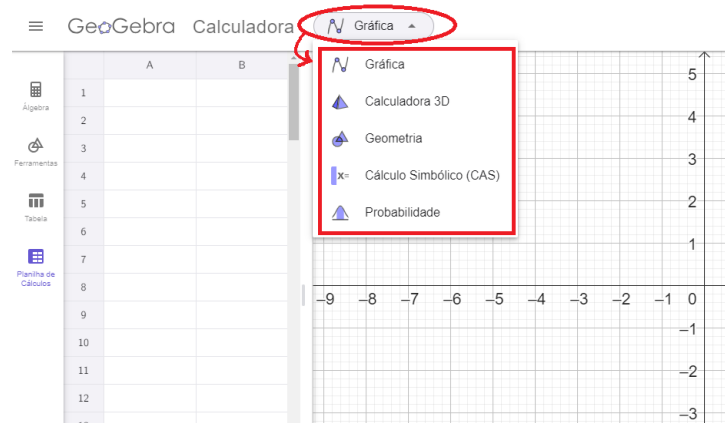 GeoGebra Calculadora Gráfica
Gráfica
Calculadora 3D
Geometria
x= Cálculo Simbólico (CAS)
Probabilidade
Álgebra
Ferramentas
Tabela
Planilha de
Cálculos
A B
1
2
3
4
5
6
7
8
9
10
11
12
5
4
3
2
1
–9 –8 –7 –6 –5 –4 –3 –2 –1 0
–1
–2
–3